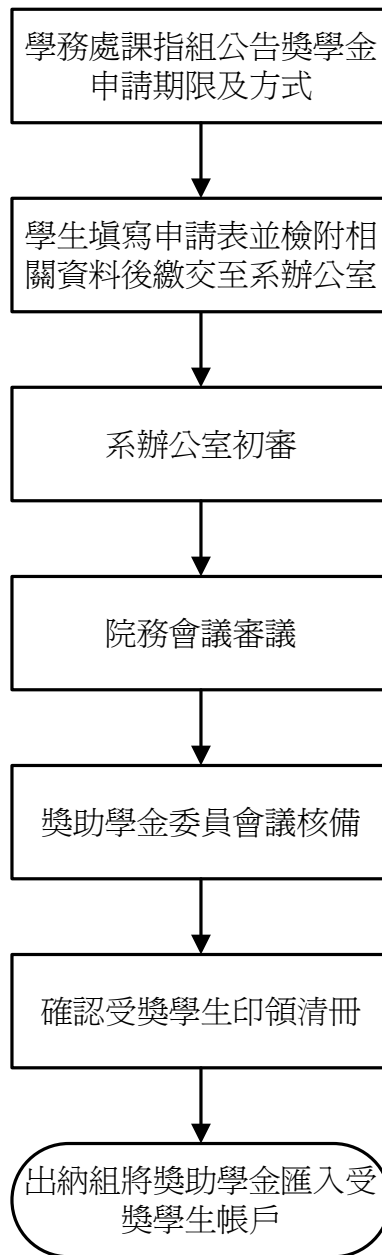 學務處課指組公告獎學金
申請期限及方式
學生填寫申請表並檢附相
關資料後繳交至系辦公室
系辦公室初審
院務會議審議
獎助學金委員會議核備
確認受獎學生印領清冊
出納組將獎助學金匯入受
獎學生帳戶